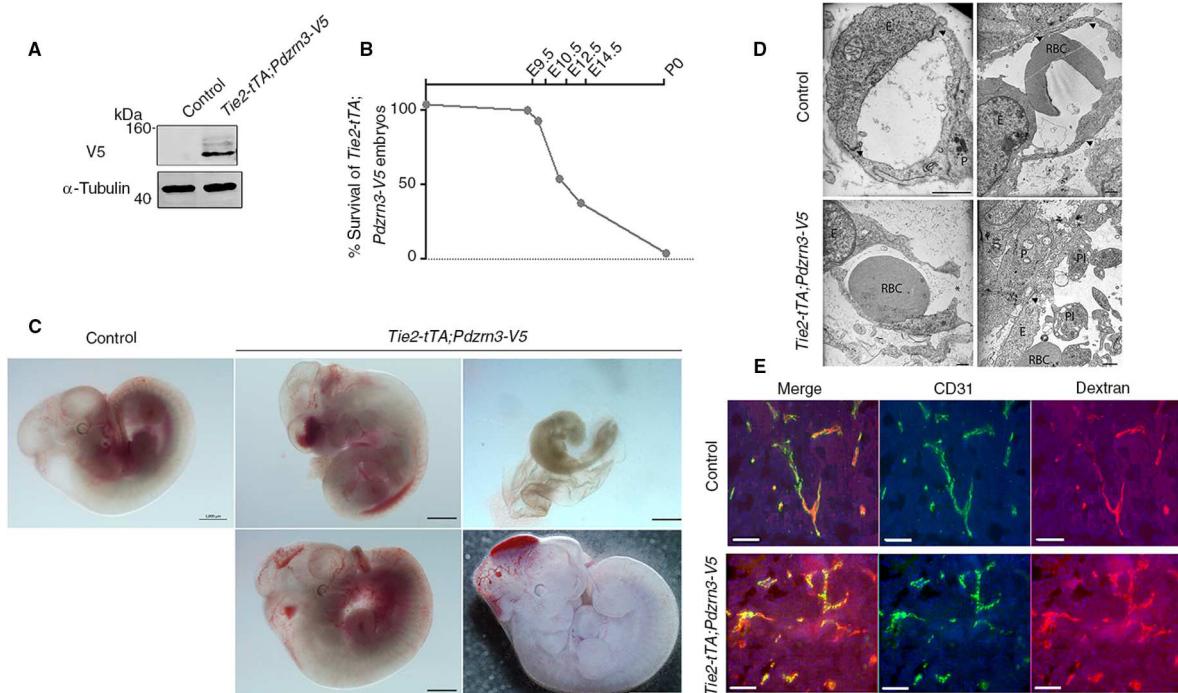 A
Control
Tie2-tTA;Pdzrn3-V5
kDa
160-
V5
α-Tubulin
40-
B
E9.5
E10.5
E12.5
E14.5
P0
% Survival of Tie2-tTA;
Pdzrn3-V5 embryos
100
50
0
C
Control
Tie2-tTA;Pdzrn3-V5
D
Control
E
P
RBC
E
Tie2-tTA;Pdzrn3-V5
E
RBC
*
P
Pl
Pl
E
RBC
E
Merge
CD31
Dextran
Control
Tie2-tTA;Pdzrn3-V5